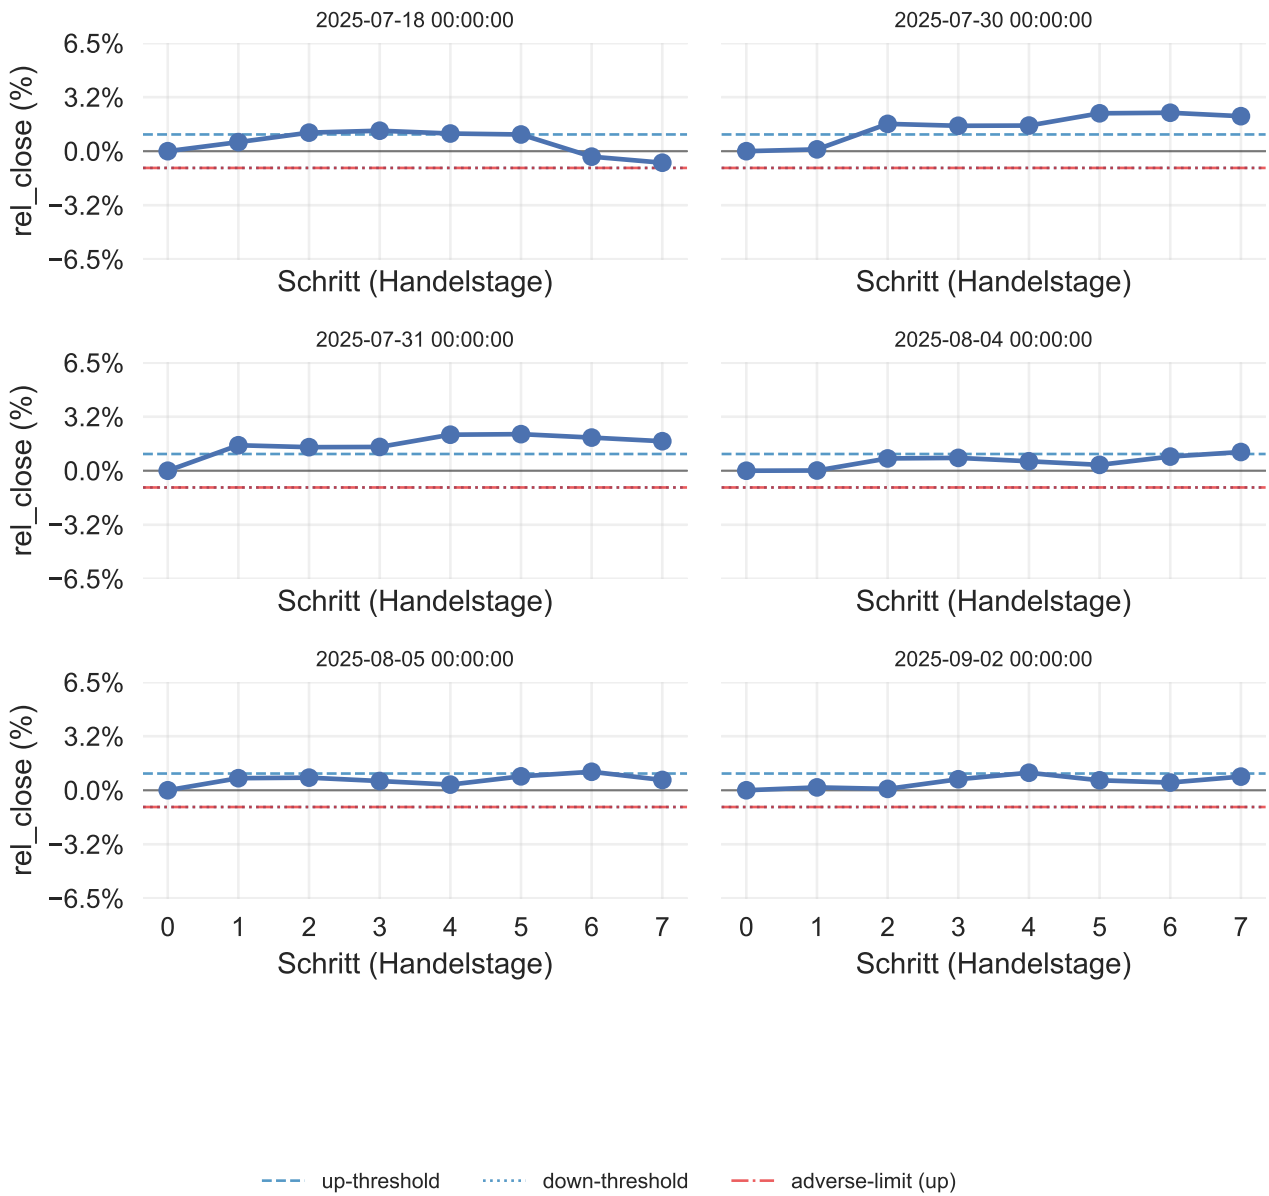 2025-07-18 00:00:00
2025-07-30 00:00:00
6.5%
3.2%
0.0%
−3.2%
−6.5%
rel_close (%)
Schritt (Handelstage)
Schritt (Handelstage)
2025-07-31 00:00:00
2025-08-04 00:00:00
6.5%
3.2%
0.0%
−3.2%
−6.5%
rel_close (%)
Schritt (Handelstage)
Schritt (Handelstage)
2025-08-05 00:00:00
2025-09-02 00:00:00
6.5%
3.2%
0.0%
−3.2%
−6.5%
rel_close (%)
0 1 2 3 4 5 6 7
0 1 2 3 4 5 6 7
Schritt (Handelstage)
Schritt (Handelstage)
up-threshold
down-threshold
adverse-limit (up)